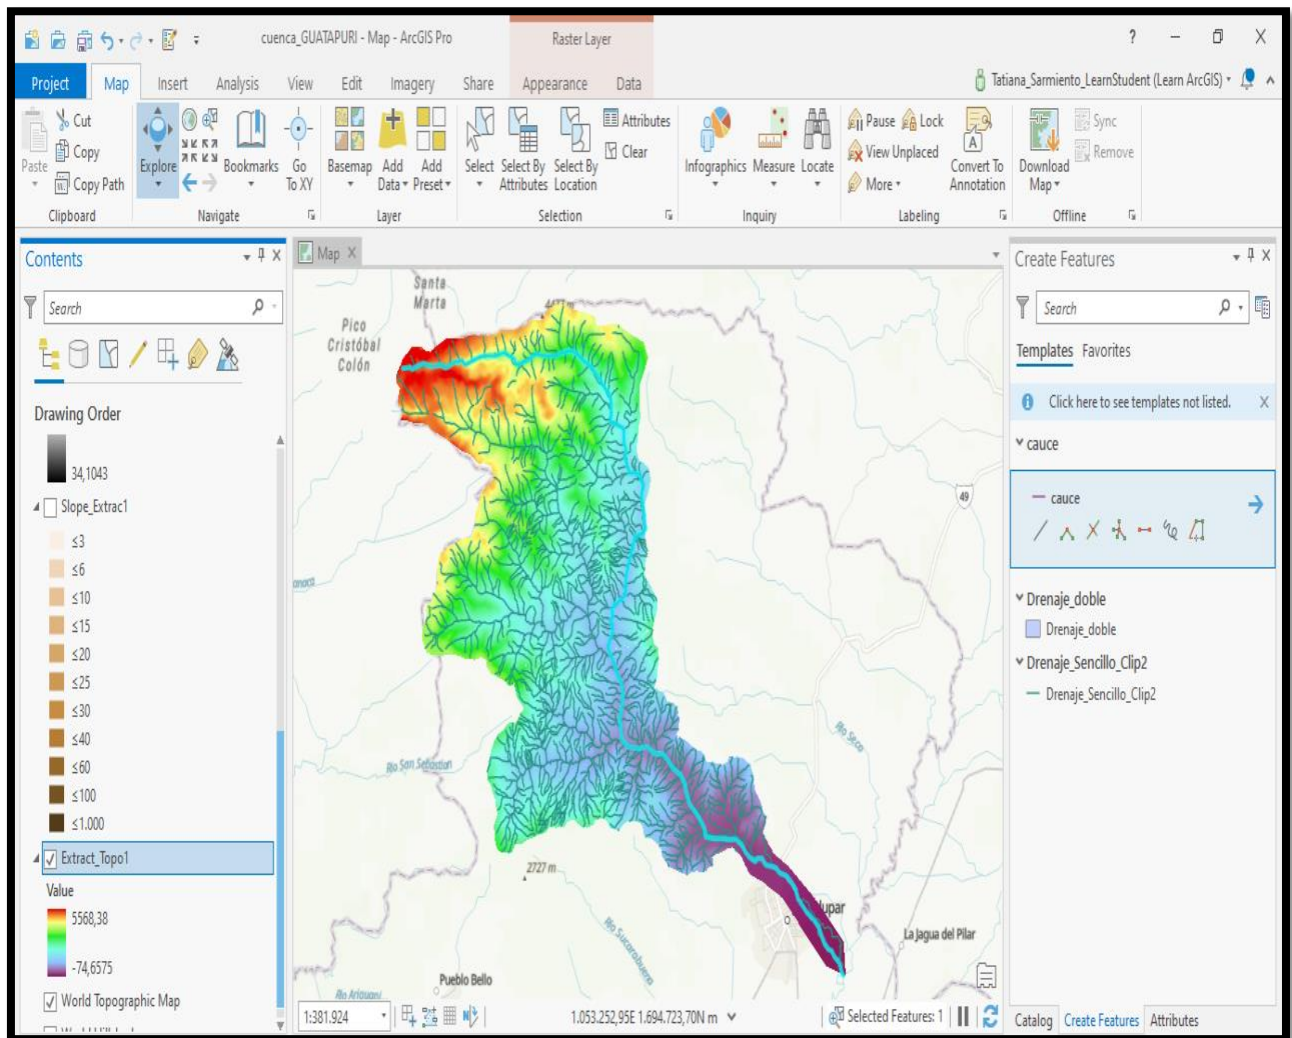 cuenca_GUATAPURI - Map - ArcGIS Pro
Raster Layer
?
Project Map Insert Analysis View Edit Imagery Share Appearance Data
Tatiana_Sarmiento_LearnStudent (Learn ArcGIS)
Paste
Cut
Copy
Copy Path
Clipboard
Explore
Bookmarks
Go To XY
Navigate
Basemap
Add Data
Add Preset
Layer
Select
Select By Attributes
Select By Location
Attributes
Clear
Selection
Infographics
Measure
Locate
Inquiry
Pause
Lock
View Unplaced
More
Convert To Annotation
Labeling
Download Map
Sync
Remove
Offline
Contents
Search
Drawing Order
34,1043
Slope_Extrac1
≤3
≤6
≤10
≤15
≤20
≤25
≤30
≤40
≤60
≤100
≤1.000
Extract_Topo1
Value
5568,38
-74,6575
World Topographic Map
Map
Santa
Marta
Pico
Cristóbal
Colón
49
Río Seco
Río San Sebastian
2727 m
upar
La Jagua del Pilar
Pueblo Bello
Río Ariguaní
1:381.924
1.053.252,95E 1.694.723,70N m
Selected Features: 1
Create Features
Search
Templates Favorites
Click here to see templates not listed.
cauce
cauce
Drenaje_doble
Drenaje_doble
Drenaje_Sencillo_Clip2
Drenaje_Sencillo_Clip2
Catalog Create Features Attributes